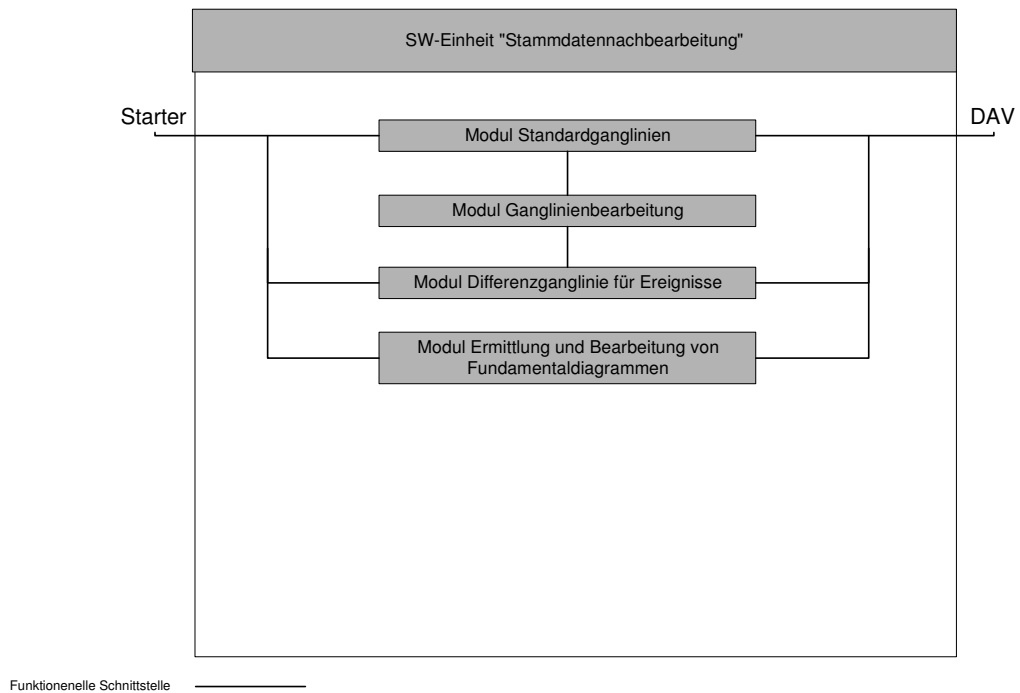 SW-Einheit "Stammdatennachbearbeitung"
Starter
DAV
Modul Standardganglinien
Modul Ganglinienbearbeitung
Modul Differenzganglinie für Ereignisse
Modul Ermittlung und Bearbeitung von
Fundamentaldiagrammen
Funktionenelle Schnittstelle